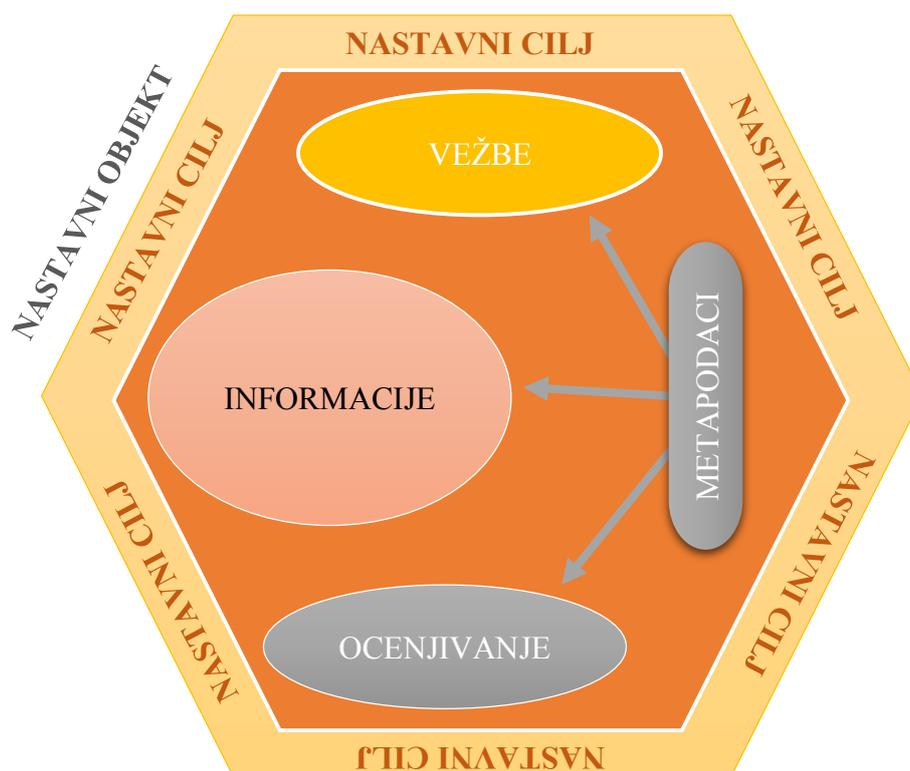 NASTAVNI CILJ
NASTAVNI OBJEKT
NASTAVNI CILJ
NASTAVNI CILJ
VEŽBE
METAPODACI
INFORMACIJE
NASTAVNI CILJ
NASTAVNI CILJ
OCENJIVANJE
NASTAVNI CILJ